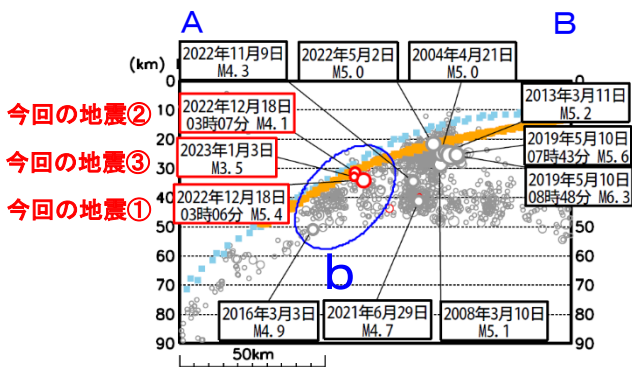 A
B
(km)
2022年11月9日
M4.3
2022年5月2日
M5.0
2004年4月21日
M5.0
0
0
今回の地震②
10
2022年12月18日
03時07分 M4.1
2013年3月11日
M5.2
20
今回の地震③
30
2023年1月3日
M3.5
2019年5月10日
07時43分 M5.6
今回の地震①
40
2022年12月18日
03時06分 M5.4
2019年5月10日
08時48分 M6.3
50
50
b
60
60
70
70
2016年3月3日
M4.9
2021年6月29日
M4.7
2008年3月10日
M5.1
80
80
90
90
50km